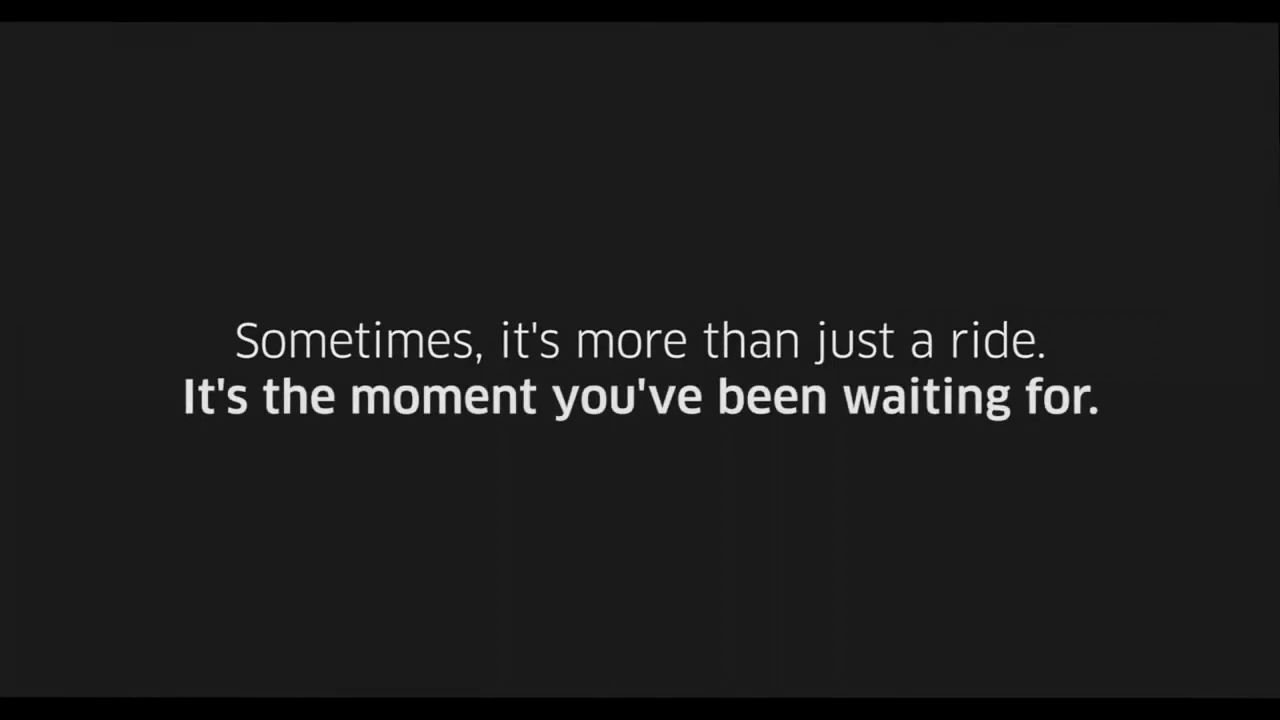 Sometimes, it's more than just a ride.
It's the moment you've been waiting for.